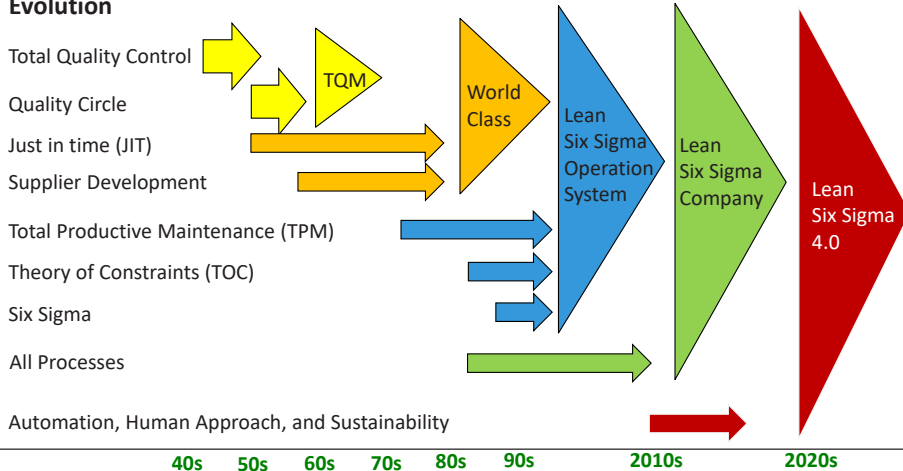 Evolution
Total Quality Control
Quality Circle
TQM
Just in time (JIT)
Supplier Development
World
Class
Lean
Six Sigma
Operation
System
Lean
Six Sigma
Company
Lean
Six Sigma
4.0
Total Productive Maintenance (TPM)
Theory of Constraints (TOC)
Six Sigma
All Processes
Automation, Human Approach, and Sustainability
40s 50s 60s 70s 80s 90s 2010s 2020s